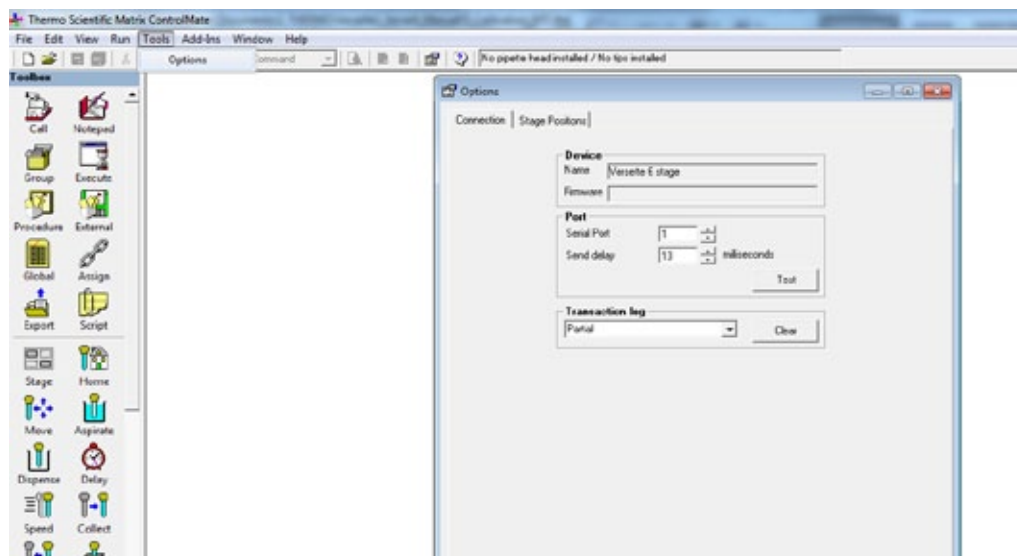 Thermo Scientific Matrix ControlMate
File Edit View Run Tools Add-Ins Window Help
Options Command No pipette head installed / No tips installed
Toolbox
Options
Connection Stage Positions
Call Notepad
Device
Name Versette 6 stage
Group Execute
Firmware
Port
Procedure External
Serial Port 1
Send delay 13 milliseconds
Global Assign
Test
Export Script
Transaction log
Partial Clear
Stage Home
Move Aspirate
Dispense Delay
Speed Collect